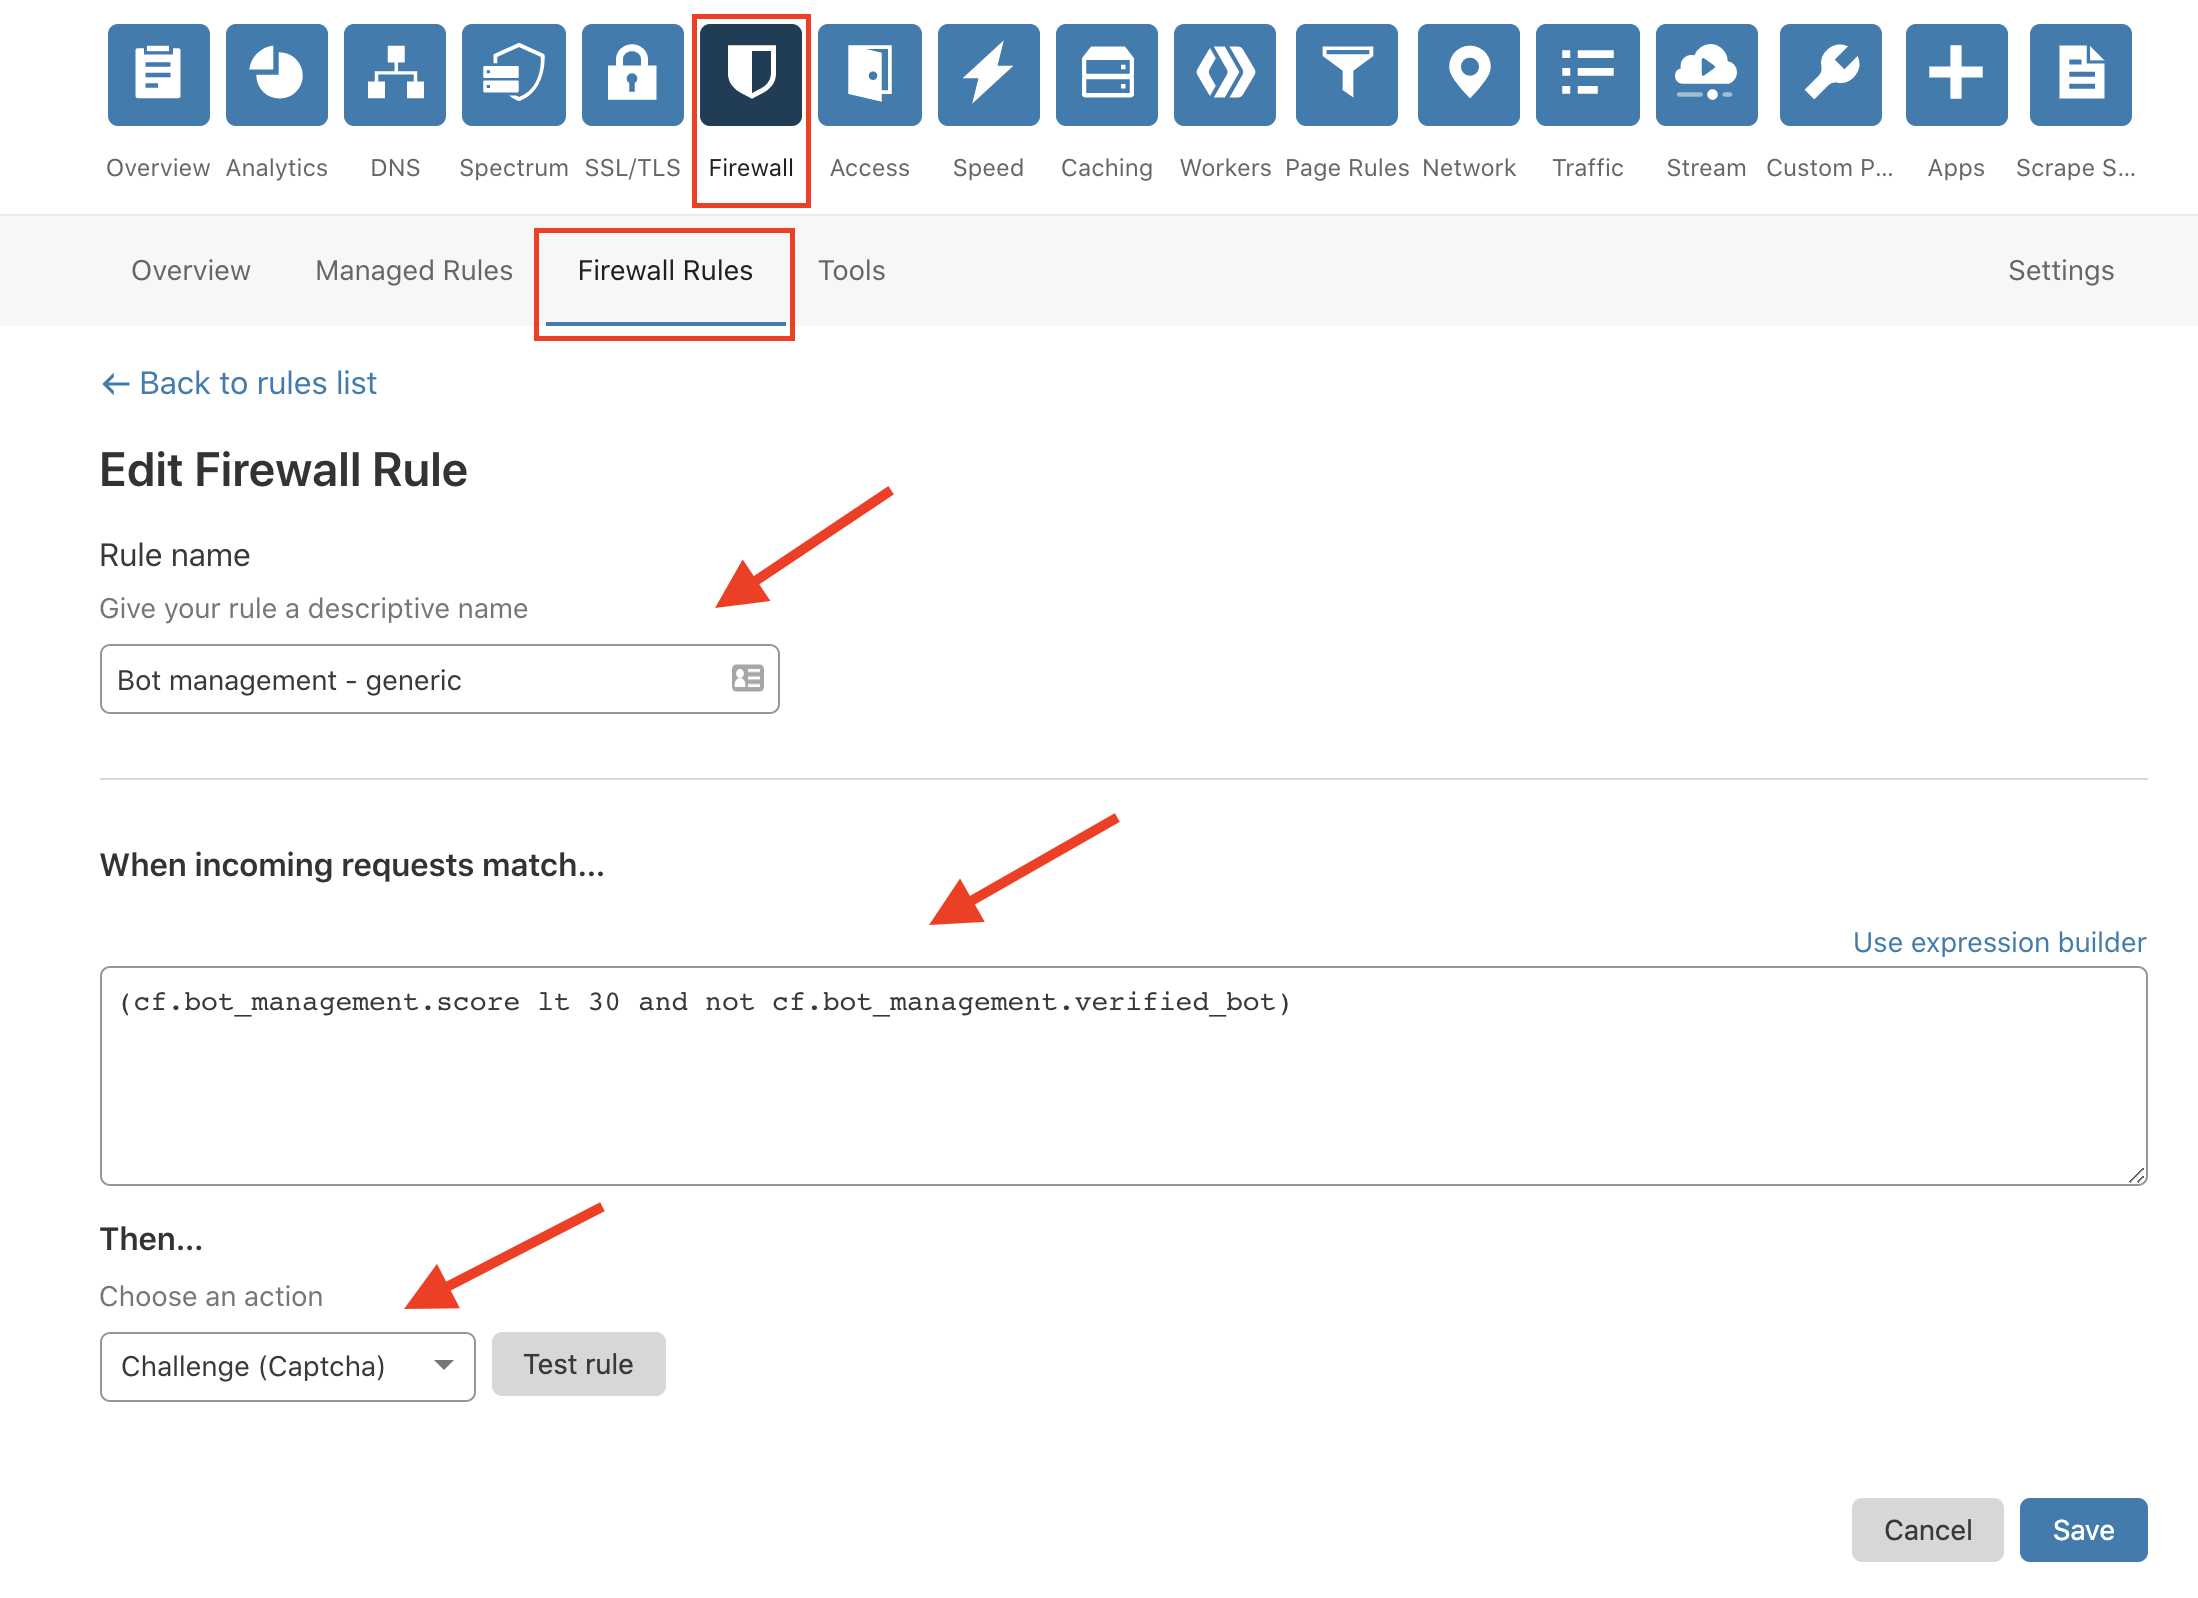 Overview Analytics DNS Spectrum SSL/TLS Firewall Access Speed Caching Workers Page Rules Network Traffic Stream Custom P... Apps Scrape S...
Overview Managed Rules Firewall Rules Tools Settings
← Back to rules list
Edit Firewall Rule
Rule name
Give your rule a descriptive name
Bot management - generic
When incoming requests match...
Use expression builder
(cf.bot_management.score lt 30 and not cf.bot_management.verified_bot)
Then...
Choose an action
Challenge (Captcha) Test rule
Cancel Save